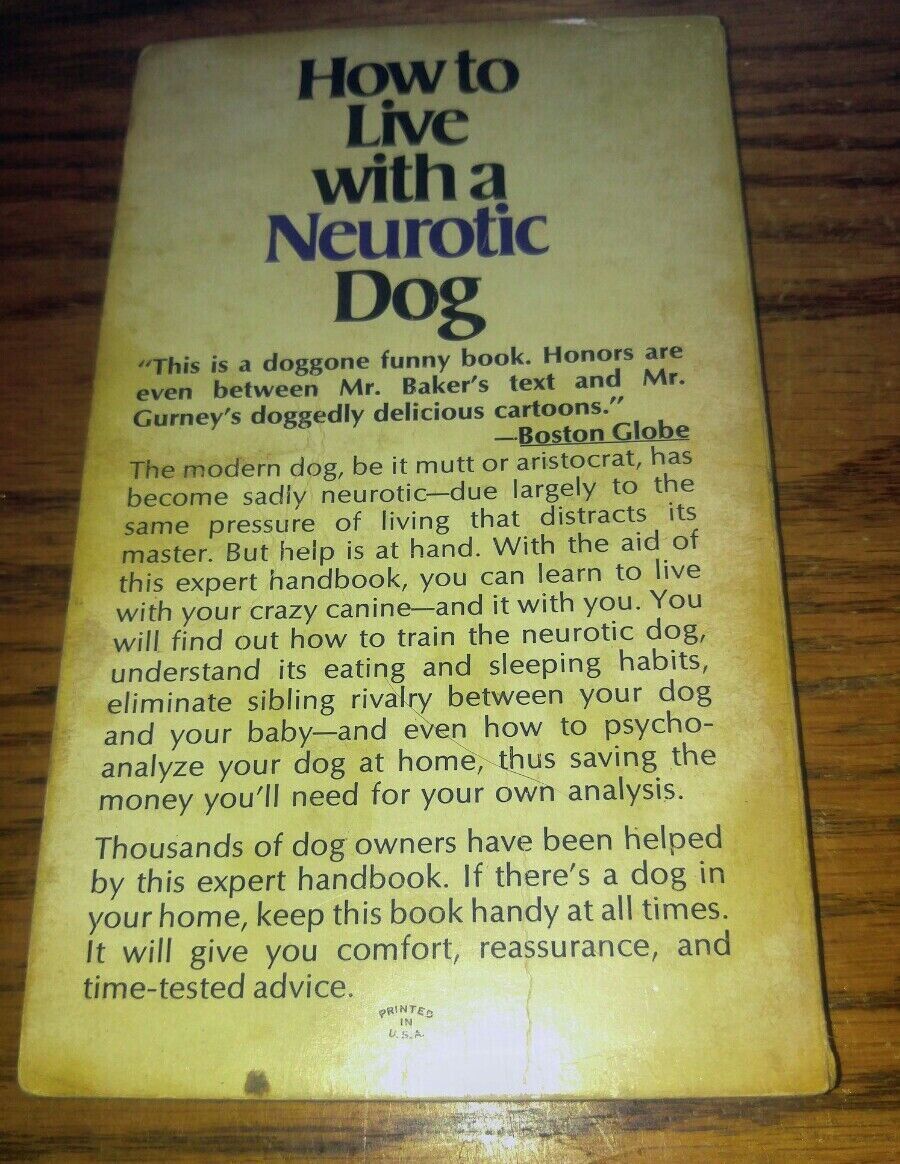 How to
Live
with a
Neurotic
Dog
“This is a doggone funny book. Honors are
even between Mr. Baker’s text and Mr.
Gurney’s doggedly delicious cartoons.”
—Boston Globe
The modern dog, be it mutt or aristocrat, has
become sadly neurotic—due largely to the
same pressure of living that distracts its
master. But help is at hand. With the aid of
this expert handbook, you can learn to live
with your crazy canine—and it with you. You
will find out how to train the neurotic dog,
understand its eating and sleeping habits,
eliminate sibling rivalry between your dog
and your baby—and even how to psycho-
analyze your dog at home, thus saving the
money you’ll need for your own analysis.
Thousands of dog owners have been helped
by this expert handbook. If there’s a dog in
your home, keep this book handy at all times.
It will give you comfort, reassurance, and
time-tested advice.
PRINTED
IN
U.S.A.